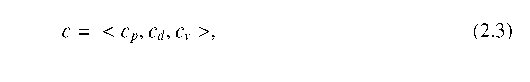 c = < c_p, c_d, c_v >, (2.3)